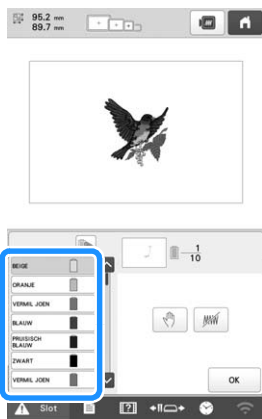 95.2 mm
89.7 mm
1
10
BEIGE
ORANJE
VERMIL JOEN
BLAUW
PRUISISCH
BLAUW
ZWART
VERMIL JOEN
OK
Slot